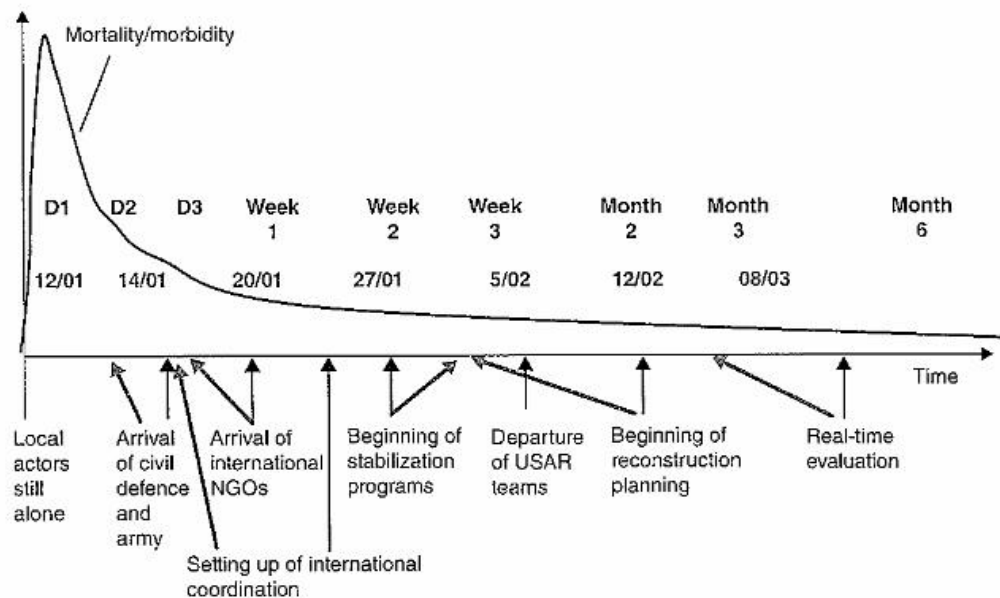 Mortality/morbidity
D1 D2 D3 Week Week Week Month Month Month
1 2 3 2 3 6
12/01 14/01 20/01 27/01 5/02 12/02 08/03
Time
Local
actors
still
alone
Arrival
of civil
defence
and
army
Arrival of
international
NGOs
Setting up of international
coordination
Beginning of
stabilization
programs
Departure
of USAR
teams
Beginning of
reconstruction
planning
Real-time
evaluation